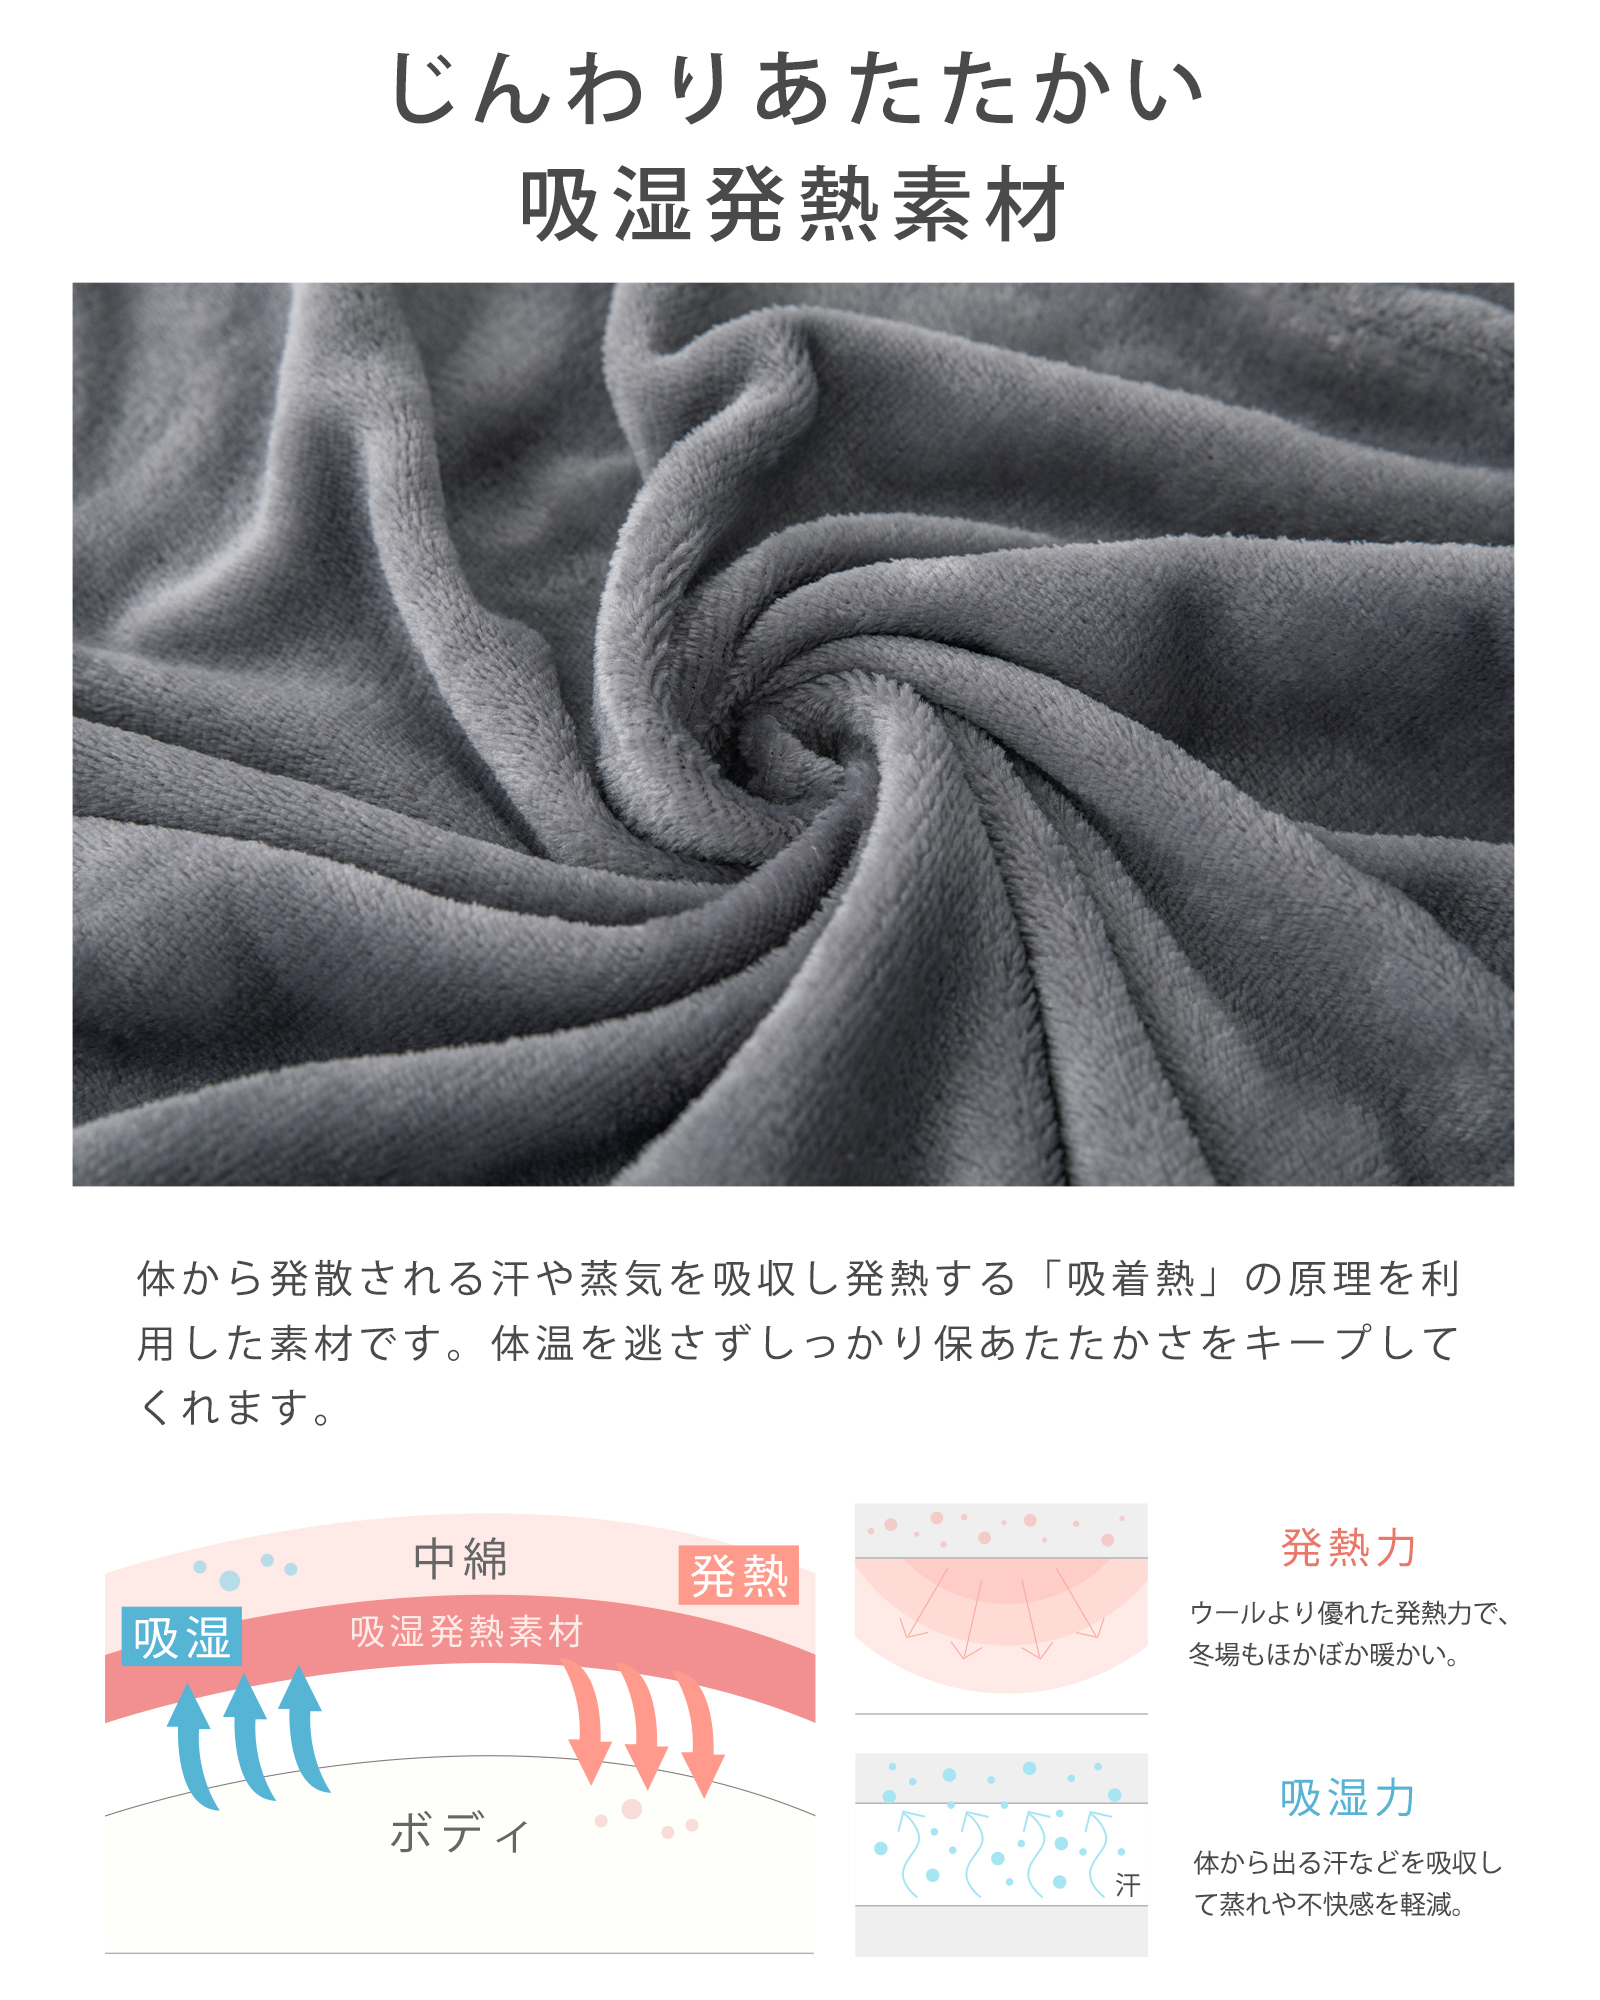 じんわりあたたかい
吸湿発熱素材
体から発散される汗や蒸気を吸収し発熱する「吸着熱」の原理を利
用した素材です。体温を逃さずしっかり保あたたかさをキープして
くれます。
中綿
発熱
吸湿発熱素材
吸湿
ボディ
発熱力
ウールより優れた発熱力で、
冬場もほかぽか暖かい。
吸湿力
体から出る汗などを吸収し
て蒸れや不快感を軽減。
汗